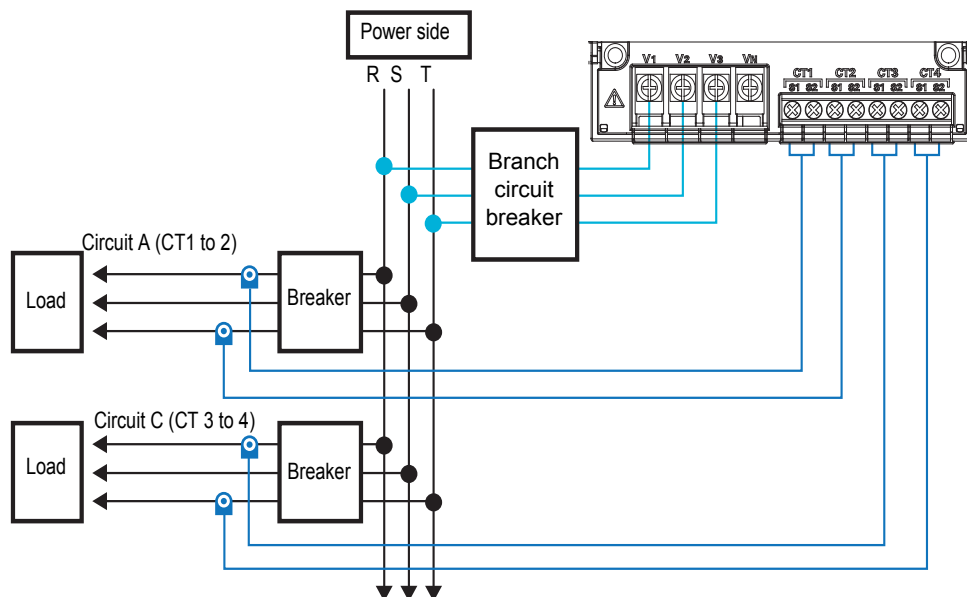 Power side
R S T
V1 V2 V3 VN
CT1 CT2 CT3 CT4
S1 S2 S1 S2 S1 S2 S1 S2
Branch
circuit
breaker
Circuit A (CT1 to 2)
Load
Breaker
Circuit C (CT 3 to 4)
Load
Breaker